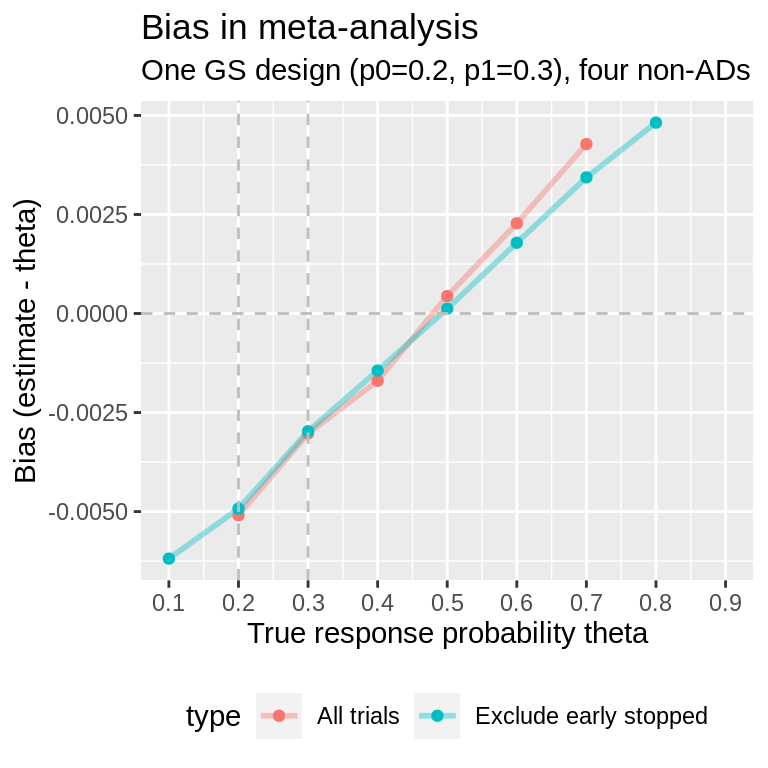 Bias in meta-analysis
One GS design (p0=0.2, p1=0.3), four non-ADs
Bias (estimate - theta)
0.0050
0.0025
0.0000
-0.0025
-0.0050
0.1 0.2 0.3 0.4 0.5 0.6 0.7 0.8 0.9
True response probability theta
type All trials Exclude early stopped